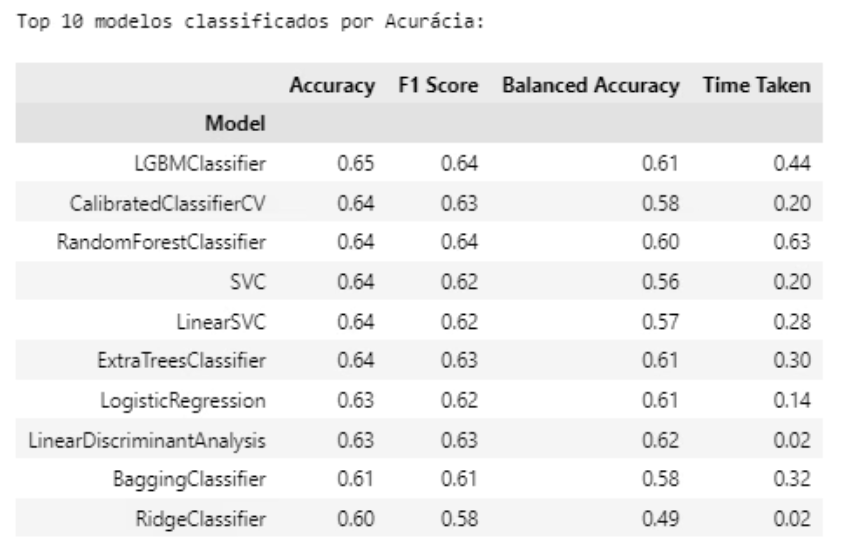 Top 10 modelos classificados por Acurácia:
Accuracy F1 Score Balanced Accuracy Time Taken
Model
LGBMClassifier 0.65 0.64 0.61 0.44
CalibratedClassifierCV 0.64 0.63 0.58 0.20
RandomForestClassifier 0.64 0.64 0.60 0.63
SVC 0.64 0.62 0.56 0.20
LinearSVC 0.64 0.62 0.57 0.28
ExtraTreesClassifier 0.64 0.63 0.61 0.30
LogisticRegression 0.63 0.62 0.61 0.14
LinearDiscriminantAnalysis 0.63 0.63 0.62 0.02
BaggingClassifier 0.61 0.61 0.58 0.32
RidgeClassifier 0.60 0.58 0.49 0.02